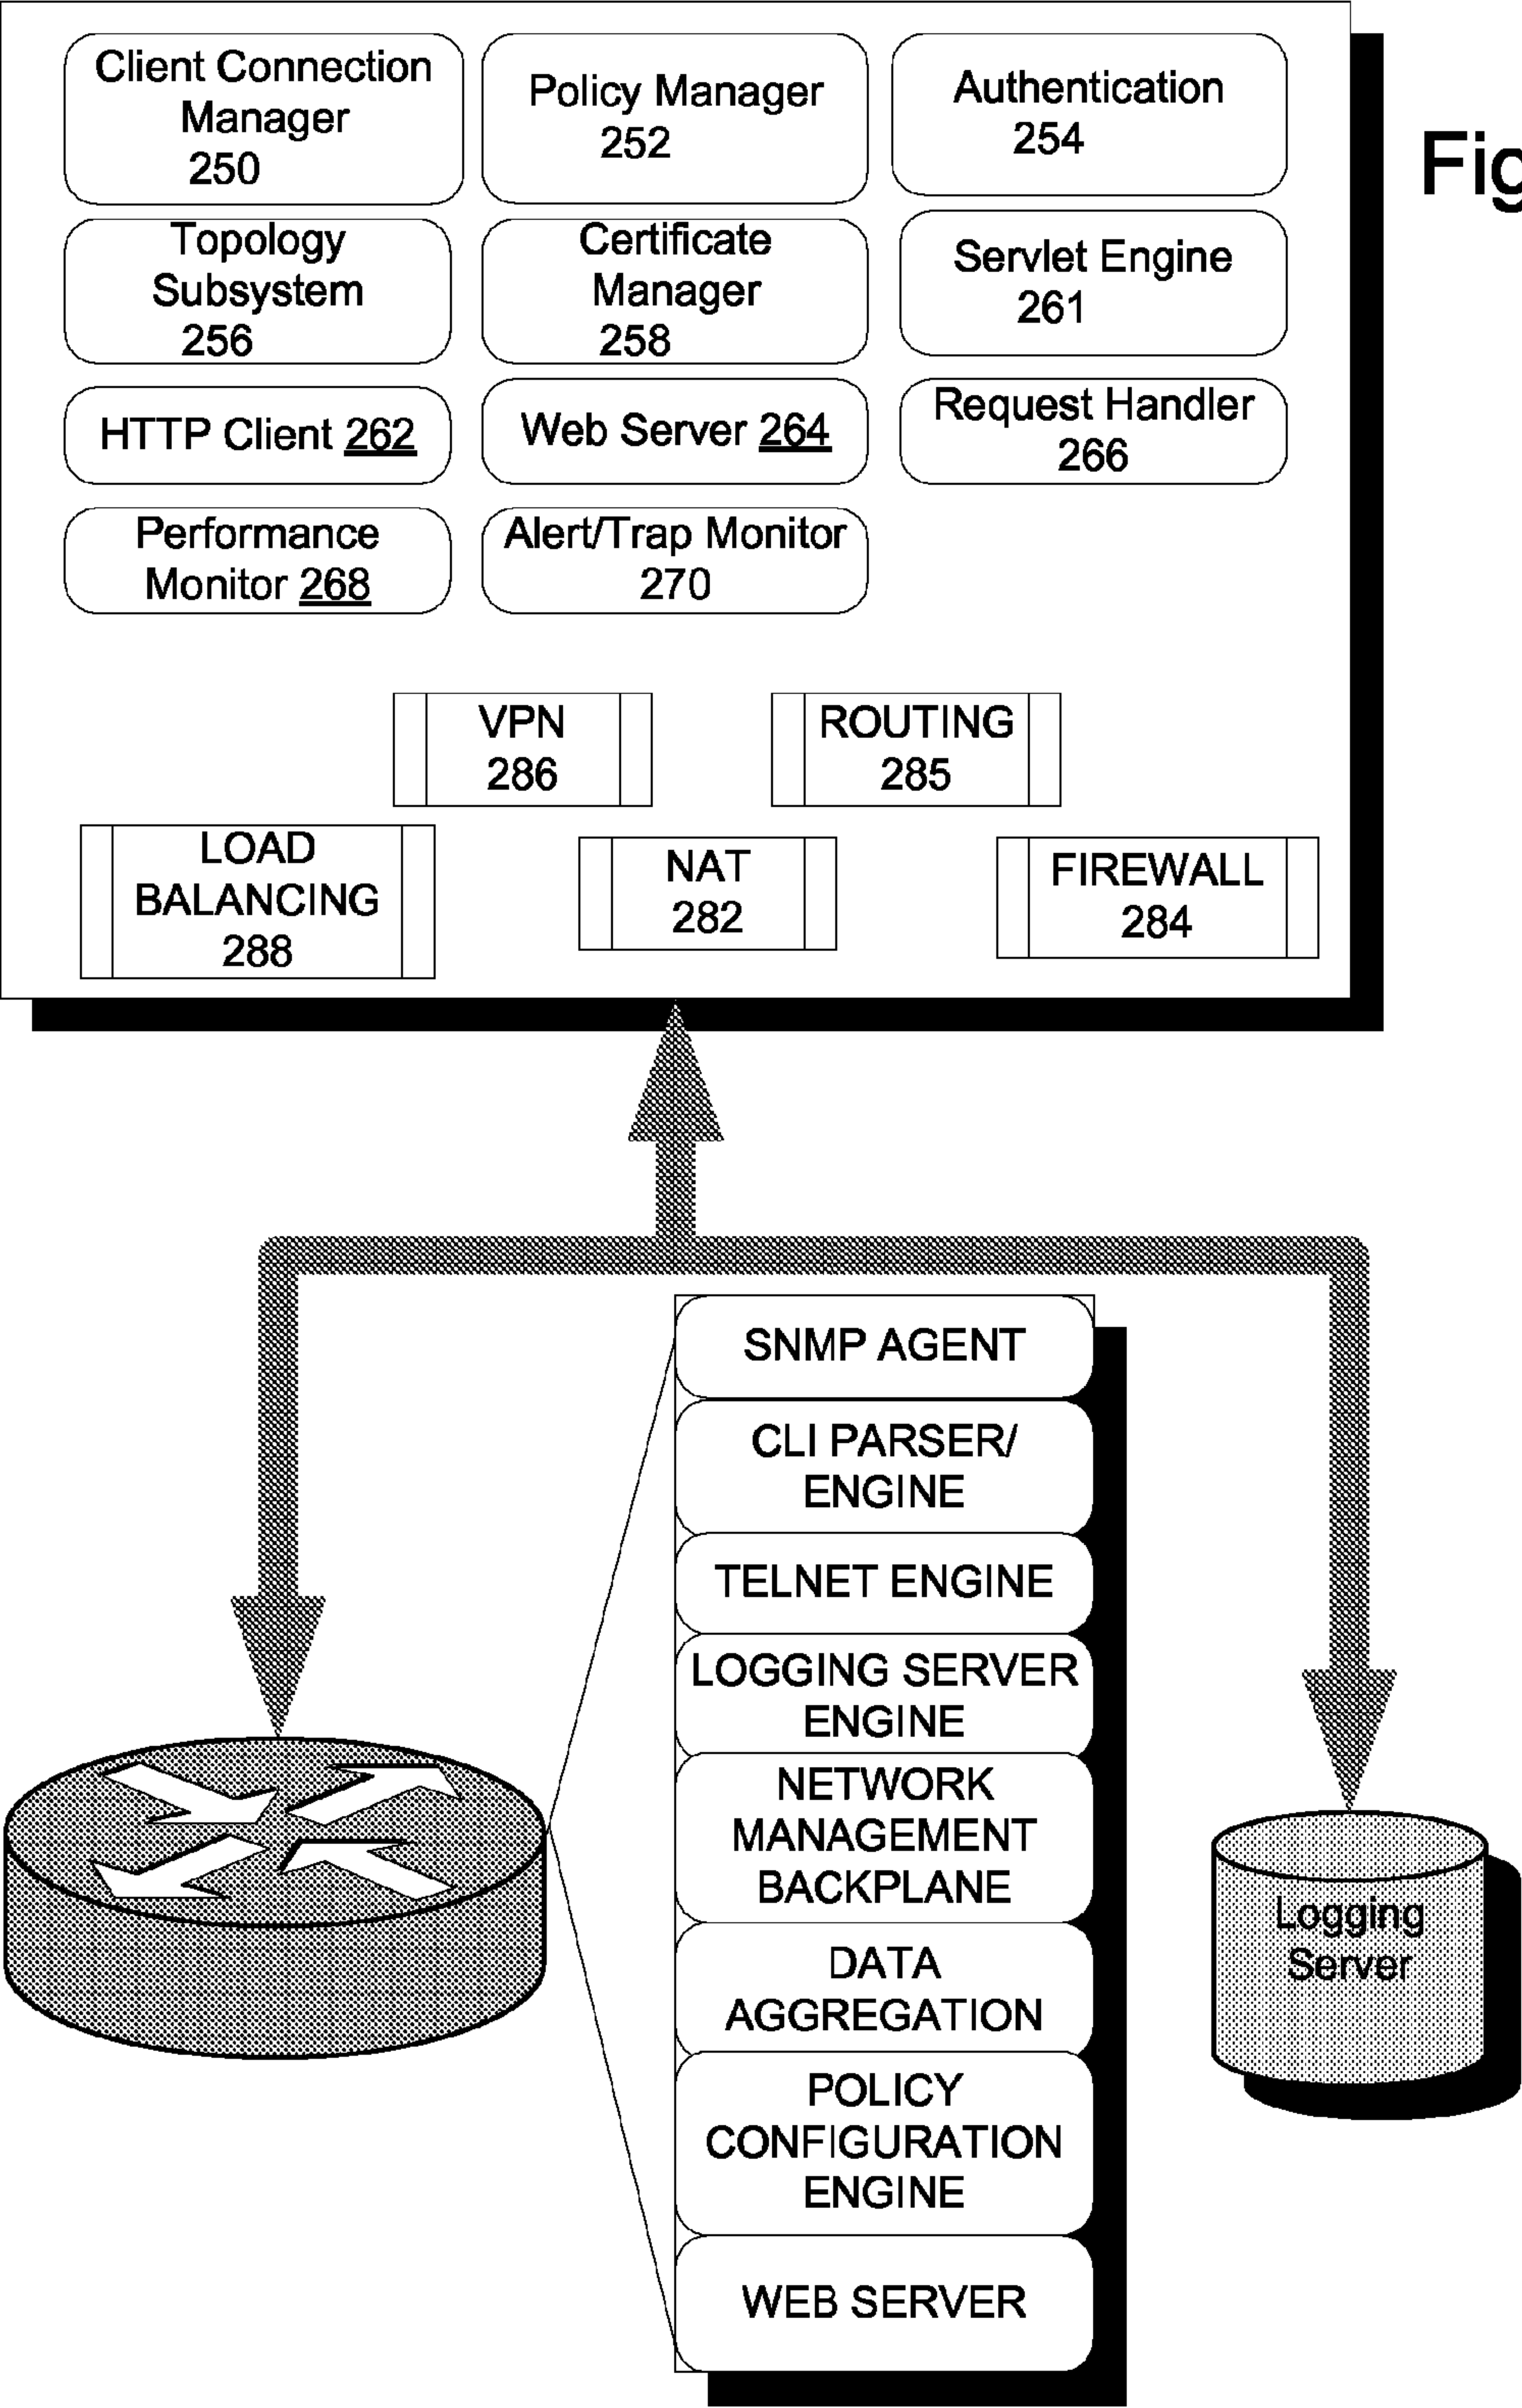 Client Connection
Manager
250
Policy Manager
252
Authentication
254
Fig
Topology
Subsystem
256
Certificate
Manager
258
Servlet Engine
261
HTTP Client 262
Web Server 264
Request Handler
266
Performance
Monitor 268
Alert/Trap Monitor
270
VPN
286
ROUTING
285
LOAD
BALANCING
288
NAT
282
FIREWALL
284
SNMP AGENT
CLI PARSER/
ENGINE
TELNET ENGINE
LOGGING SERVER
ENGINE
NETWORK
MANAGEMENT
BACKPLANE
DATA
AGGREGATION
POLICY
CONFIGURATION
ENGINE
WEB SERVER
Logging
Server